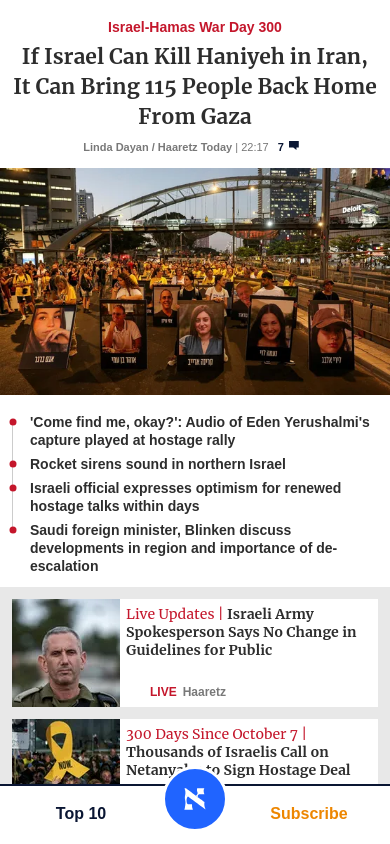 Israel-Hamas War Day 300
If Israel Can Kill Haniyeh in Iran,
It Can Bring 115 People Back Home
From Gaza
Linda Dayan / Haaretz Today | 22:17 7
Deloit
'Come find me, okay?': Audio of Eden Yerushalmi's
capture played at hostage rally
Rocket sirens sound in northern Israel
Israeli official expresses optimism for renewed
hostage talks within days
Saudi foreign minister, Blinken discuss
developments in region and importance of de-
escalation
Live Updates | Israeli Army
Spokesperson Says No Change in
Guidelines for Public
LIVE Haaretz
NOW.
300 Days Since October 7 |
Thousands of Israelis Call on
Netanyahu to Sign Hostage Deal
Top 10
Subscribe